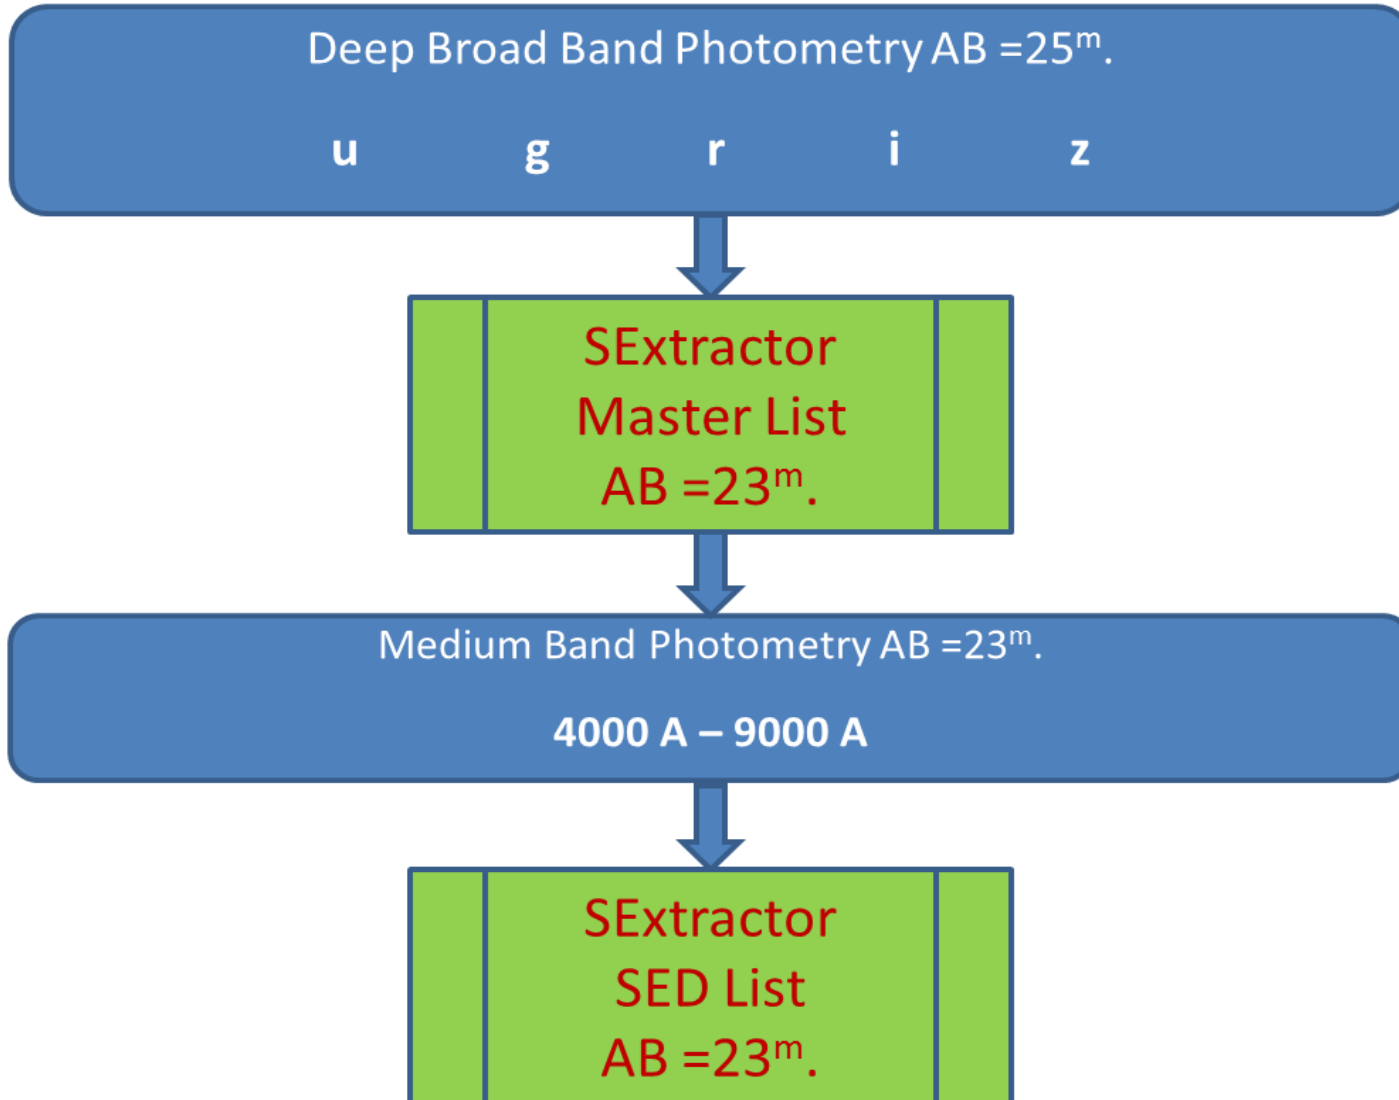 Deep Broad Band Photometry AB =25ᵐ.
u g r i z
SExtractor
Master List
AB =23ᵐ.
Medium Band Photometry AB =23ᵐ.
4000 A – 9000 A
SExtractor
SED List
AB =23ᵐ.